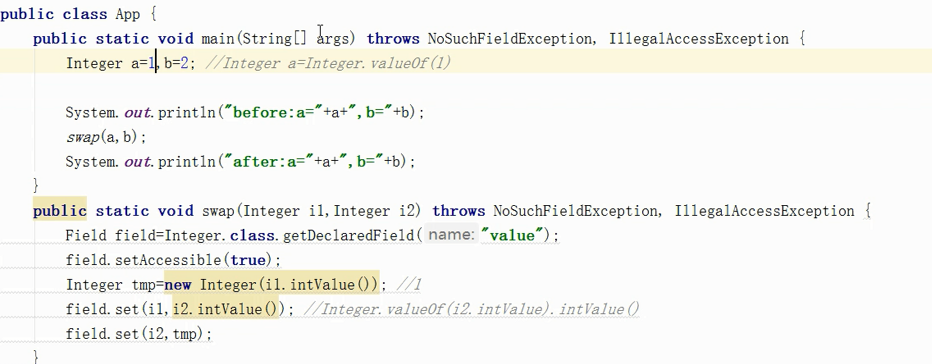 public class App {
public static void main(String[] args) throws NoSuchFieldException, IllegalAccessException {
Integer a=1,b=2; //Integer a=Integer.valueOf(1)
System.out.println("before:a="+a+",b="+b);
swap(a,b);
System.out.println("after:a="+a+",b="+b);
}
public static void swap(Integer i1,Integer i2) throws NoSuchFieldException, IllegalAccessException {
Field field=Integer.class.getDeclaredField( name: "value");
field.setAccessible(true);
Integer tmp=new Integer(i1.intValue()); //1
field.set(i1,i2.intValue()); //Integer.valueOf(i2.intValue).intValue()
field.set(i2,tmp);
}